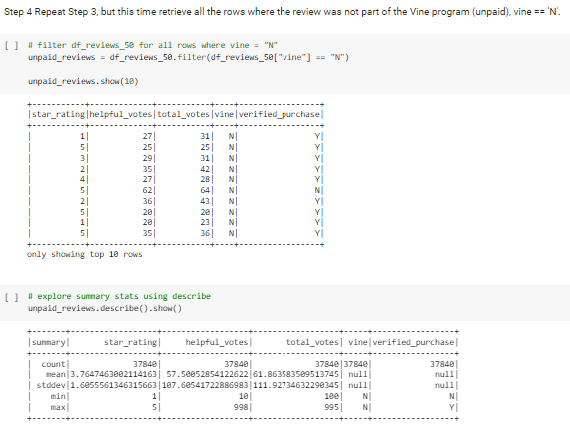 Step 4 Repeat Step 3, but this time retrieve all the rows where the review was not part of the Vine program (unpaid), vine == 'N'.
[ ] # filter df_reviews_50 for all rows where vine = "N"
unpaid_reviews = df_reviews_50.filter(df_reviews_50["vine"] == "N")
unpaid_reviews.show(10)
+-----------+-------------+-----------+----+-----------------+
|star_rating|helpful_votes|total_votes|vine|verified_purchase|
+-----------+-------------+-----------+----+-----------------+
| 1| 27| 31| N| Y|
| 5| 25| 25| N| Y|
| 3| 29| 31| N| Y|
| 2| 35| 42| N| Y|
| 4| 27| 28| N| Y|
| 5| 62| 64| N| N|
| 2| 36| 43| N| Y|
| 5| 20| 20| N| Y|
| 1| 20| 23| N| Y|
| 5| 35| 36| N| Y|
+-----------+-------------+-----------+----+-----------------+
only showing top 10 rows
[ ] # explore summary stats using describe
unpaid_reviews.describe().show()
+-------+------------------+------------------+------------------+-----+-----------------+
|summary| star_rating| helpful_votes| total_votes| vine|verified_purchase|
+-------+------------------+------------------+------------------+-----+-----------------+
| count| 37840| 37840| 37840|37840| 37840|
| mean|3.7647463002114163| 57.50052854122622|61.863583509513745| null| null|
| stddev|1.6055561346315663|107.60541722886983|111.92734632290345| null| null|
| min| 1| 10| 100| N| N|
| max| 5| 998| 995| N| Y|
+-------+------------------+------------------+------------------+-----+-----------------+